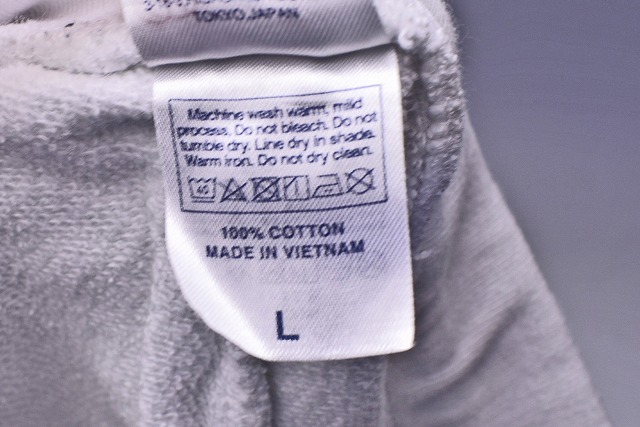 TOKYO, JAPAN
Machine wash warm, mild
process. Do not bleach. Do not
tumble dry. Line dry in shade.
Warm iron. Do not dry clean.
40
100% COTTON
MADE IN VIETNAM
L